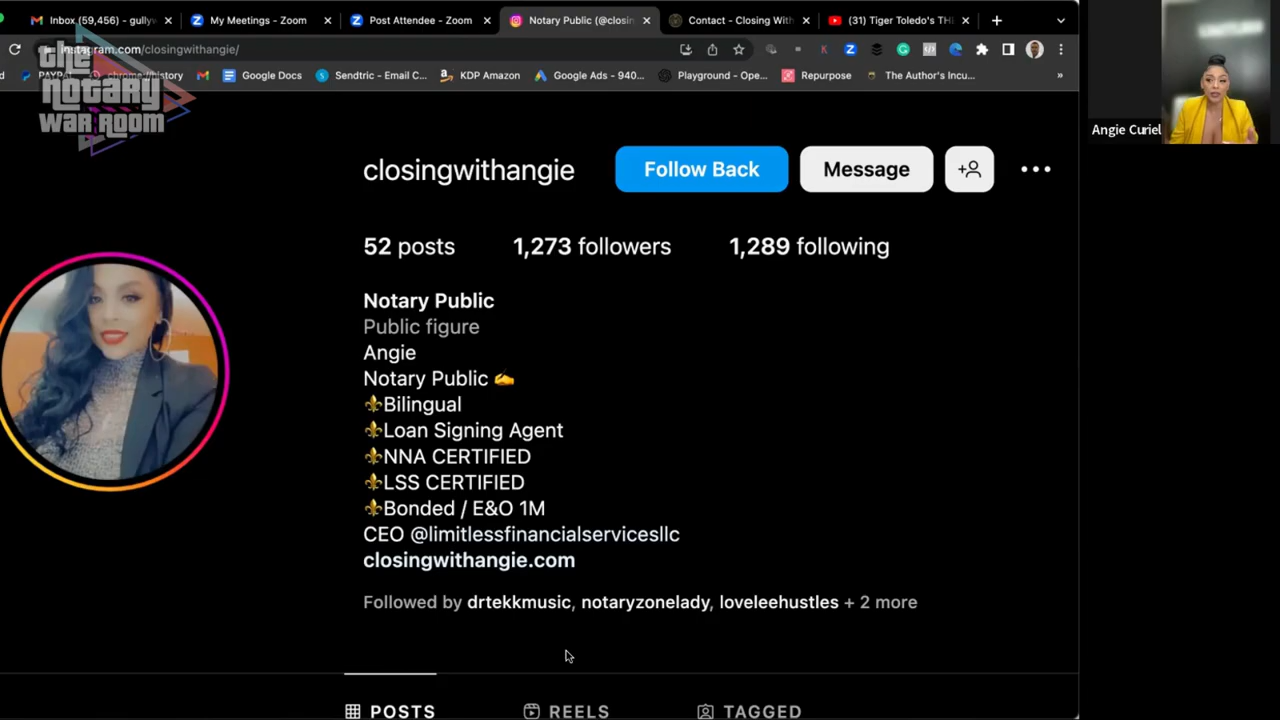 Inbox (59,456) - gullyw
My Meetings - Zoom
Post Attendee - Zoom
Notary Public (@closin
Contact - Closing With
(31) Tiger Toledo's TH
instagram.com/closingwithangie/
PAYPAL
chrome://history
Google Docs
Sendtric - Email C...
KDP Amazon
Google Ads - 940...
Playground - Ope...
Repurpose
The Author's Incu...
»
the
Notary
WAR ROOM
Angie Curiel
closingwithangie
Follow Back
Message
52 posts
1,273 followers
1,289 following
Notary Public
Public figure
Angie
Notary Public ✍️
⚜️Bilingual
⚜️Loan Signing Agent
⚜️NNA CERTIFIED
⚜️LSS CERTIFIED
⚜️Bonded / E&O 1M
CEO @limitlessfinancialservicesllc
closingwithangie.com
Followed by drtekkmusic, notaryzonelady, loveleehustles + 2 more
POSTS
REELS
TAGGED